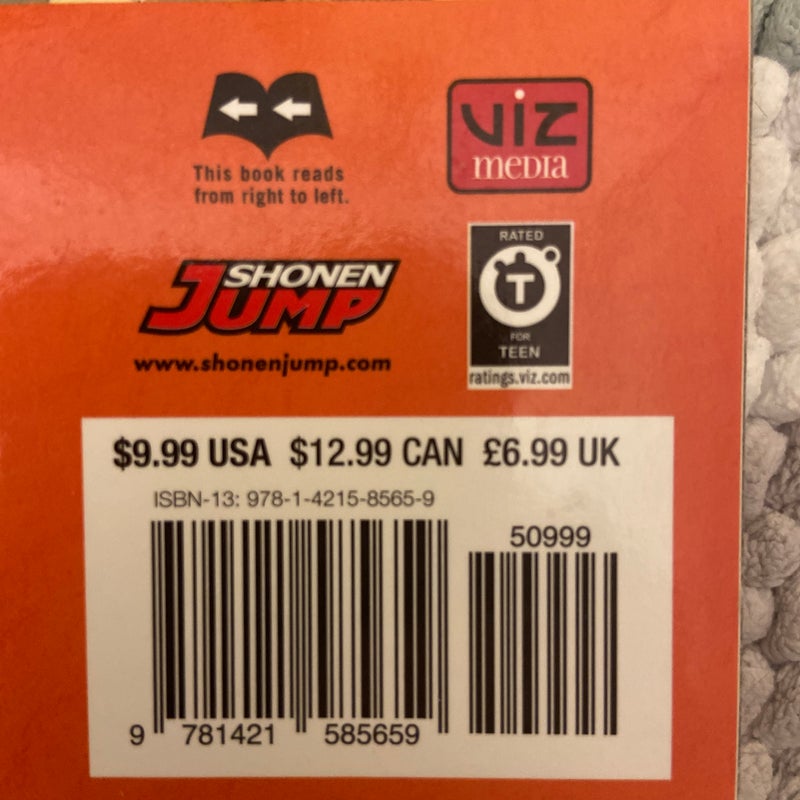 This book reads
from right to left.
VIZ
media
SHONEN
JUMP
www.shonenjump.com
RATED
T
FOR
TEEN
ratings.viz.com
$9.99 USA $12.99 CAN £6.99 UK
ISBN-13: 978-1-4215-8565-9
50999
9 781421 585659